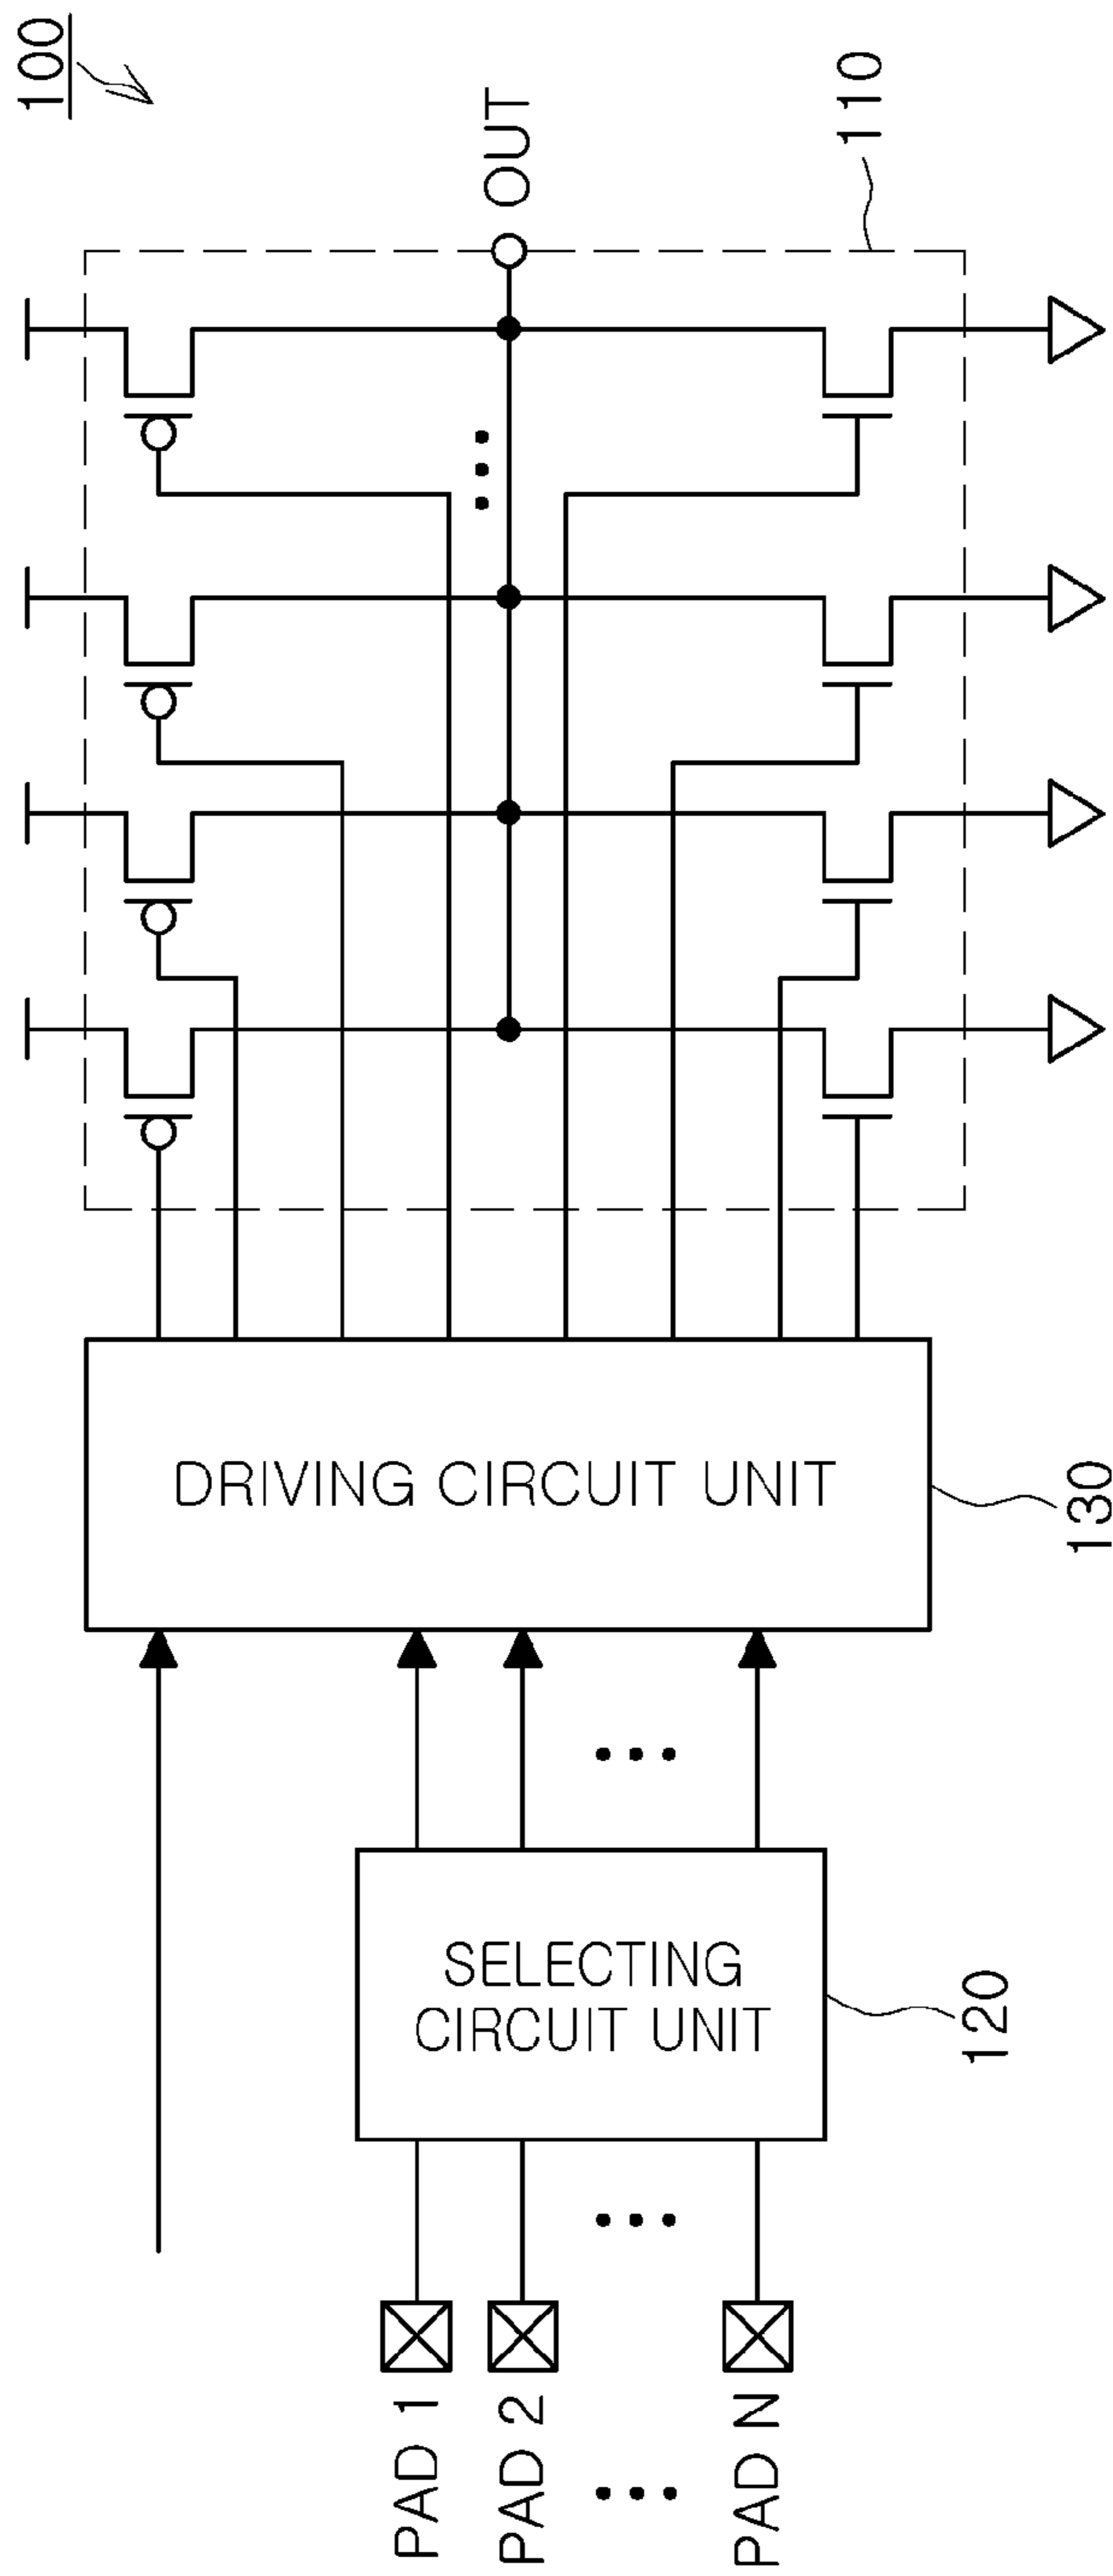 100
OUT
110
DRIVING CIRCUIT UNIT
130
SELECTING
CIRCUIT UNIT
120
PAD 1
PAD 2
PAD N